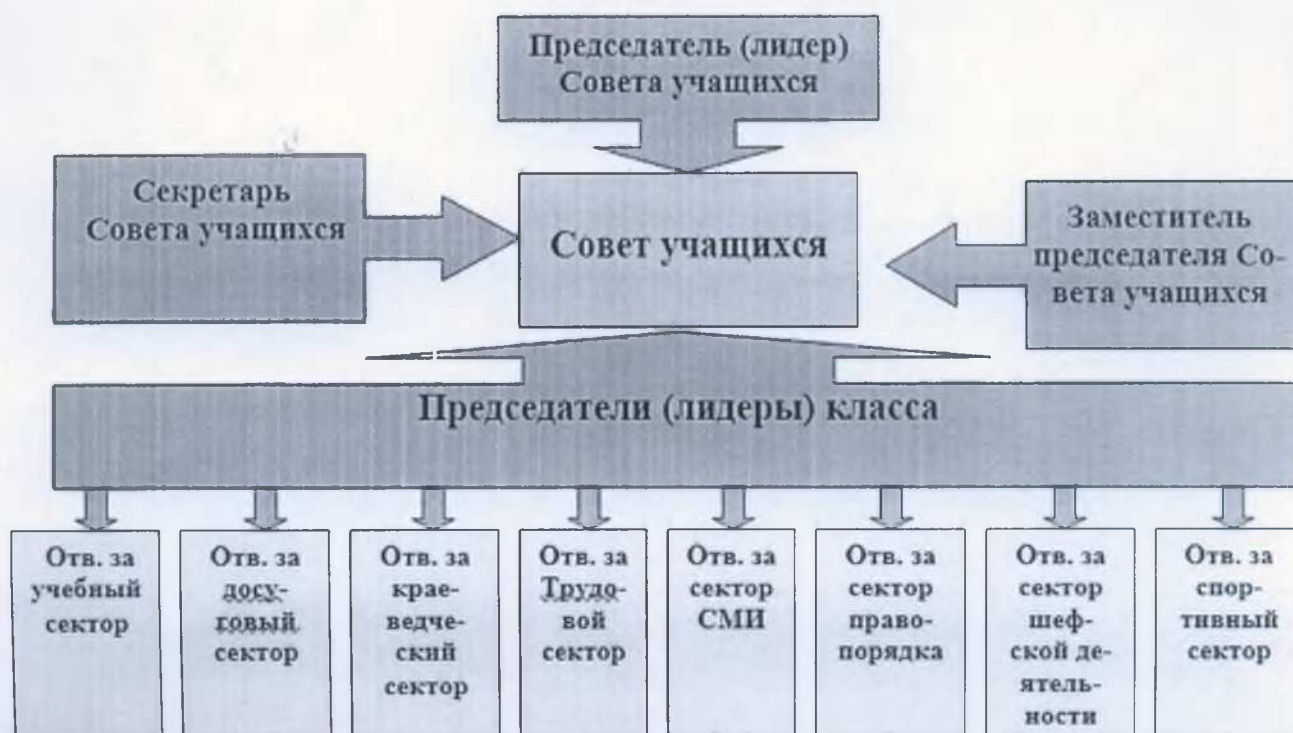 Председатель (лидер)
Совета учащихся
Секретарь
Совета учащихся
Совет учащихся
Заместитель
председателя Со-
вета учащихся
Председатели (лидеры) класса
Отв. за
учебный
сектор
Отв. за
досу-
говый
сектор
Отв. за
крае-
ведче-
ский
сектор
Отв. за
Трудо-
вой
сектор
Отв. за
сектор
СМИ
Отв. за
сектор
право-
порядка
Отв. за
сектор
шеф-
ской де-
ятель-
ности
Отв. за
спор-
тивный
сектор